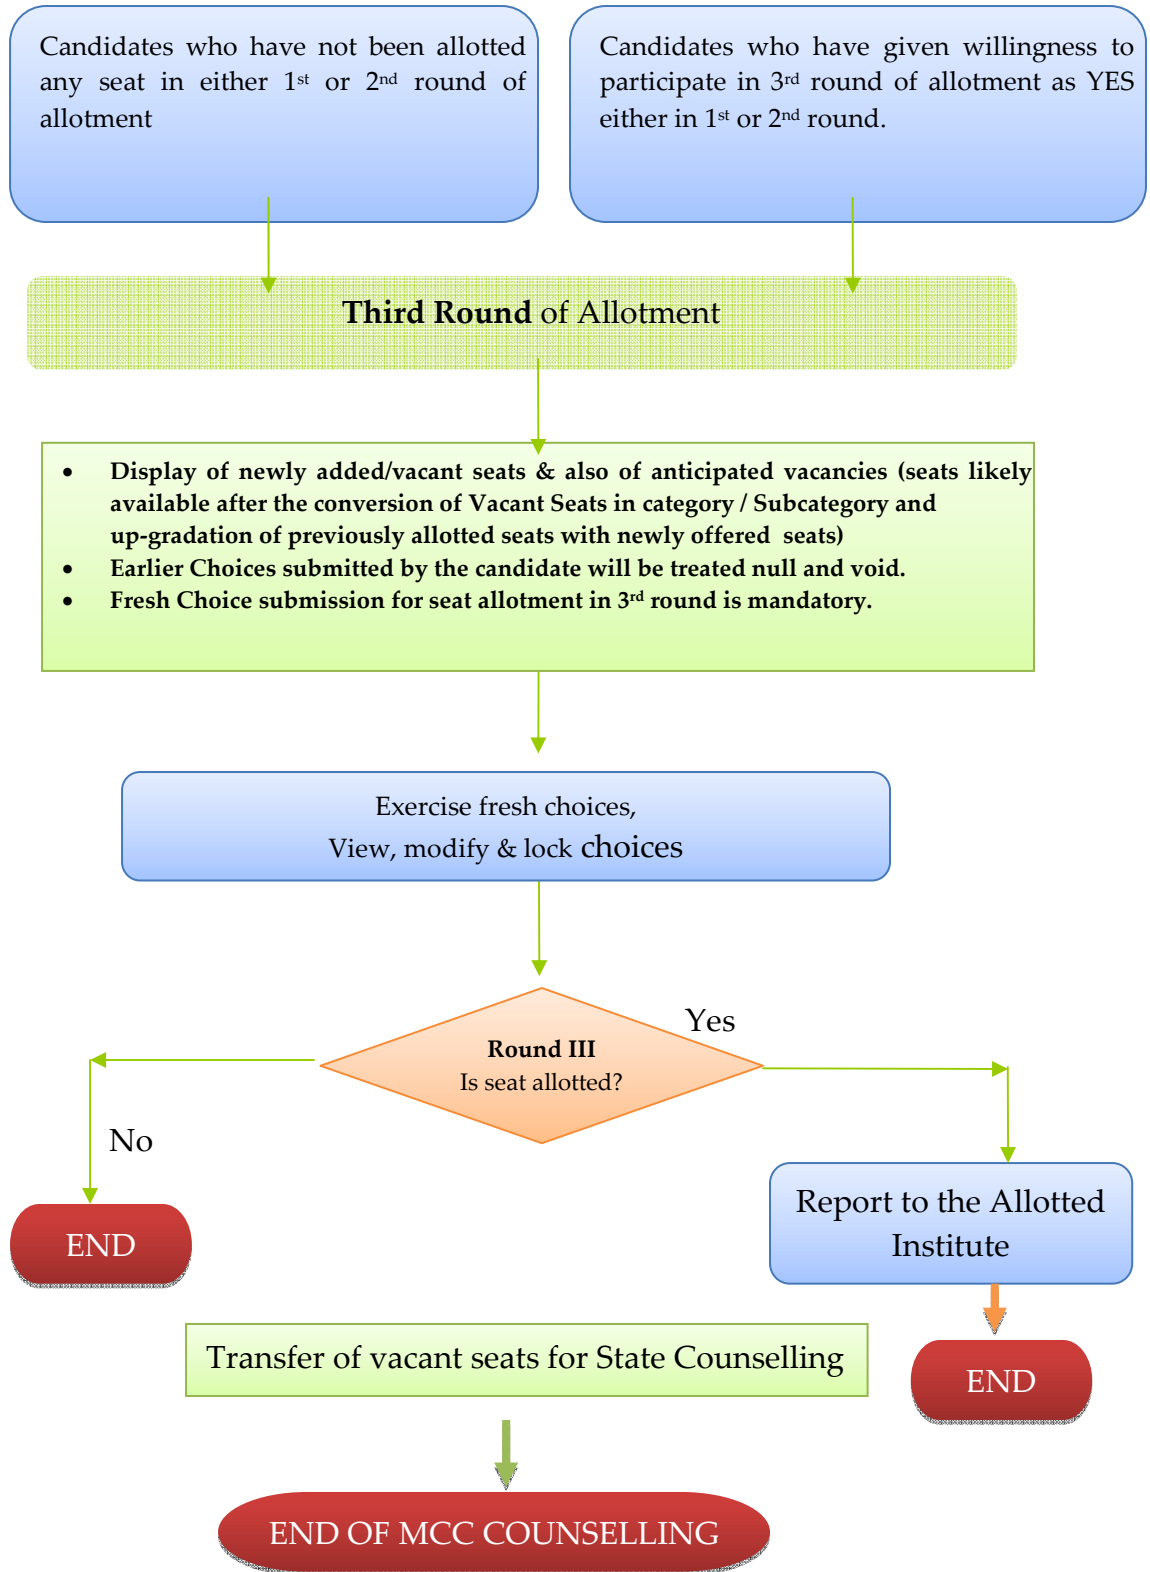 Candidates who have not been allotted
any seat in either 1st or 2nd round of
allotment
Candidates who have given willingness to
participate in 3rd round of allotment as YES
either in 1st or 2nd round.
Third Round of Allotment
• Display of newly added/vacant seats & also of anticipated vacancies (seats likely
available after the conversion of Vacant Seats in category / Subcategory and
up-gradation of previously allotted seats with newly offered seats)
• Earlier Choices submitted by the candidate will be treated null and void.
• Fresh Choice submission for seat allotment in 3rd round is mandatory.
Exercise fresh choices,
View, modify & lock choices
Yes
Round III
Is seat allotted?
No
Report to the Allotted
Institute
END
Transfer of vacant seats for State Counselling
END
END OF MCC COUNSELLING